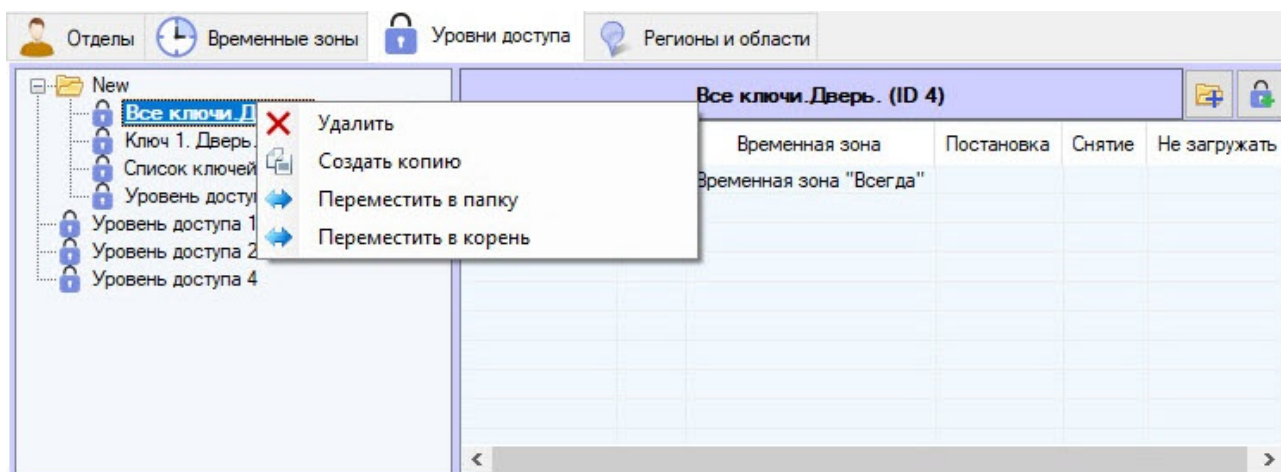 Отделы
Временные зоны
Уровни доступа
Регионы и области
New
Все ключи.Д
Ключ 1. Дверь.
Список ключей
Уровень доступ
Уровень доступа 1
Уровень доступа 2
Уровень доступа 4
Удалить
Создать копию
Переместить в папку
Переместить в корень
Все ключи.Дверь. (ID 4)
Временная зона Постановка Снятие Не загружать
Временная зона "Всегда"